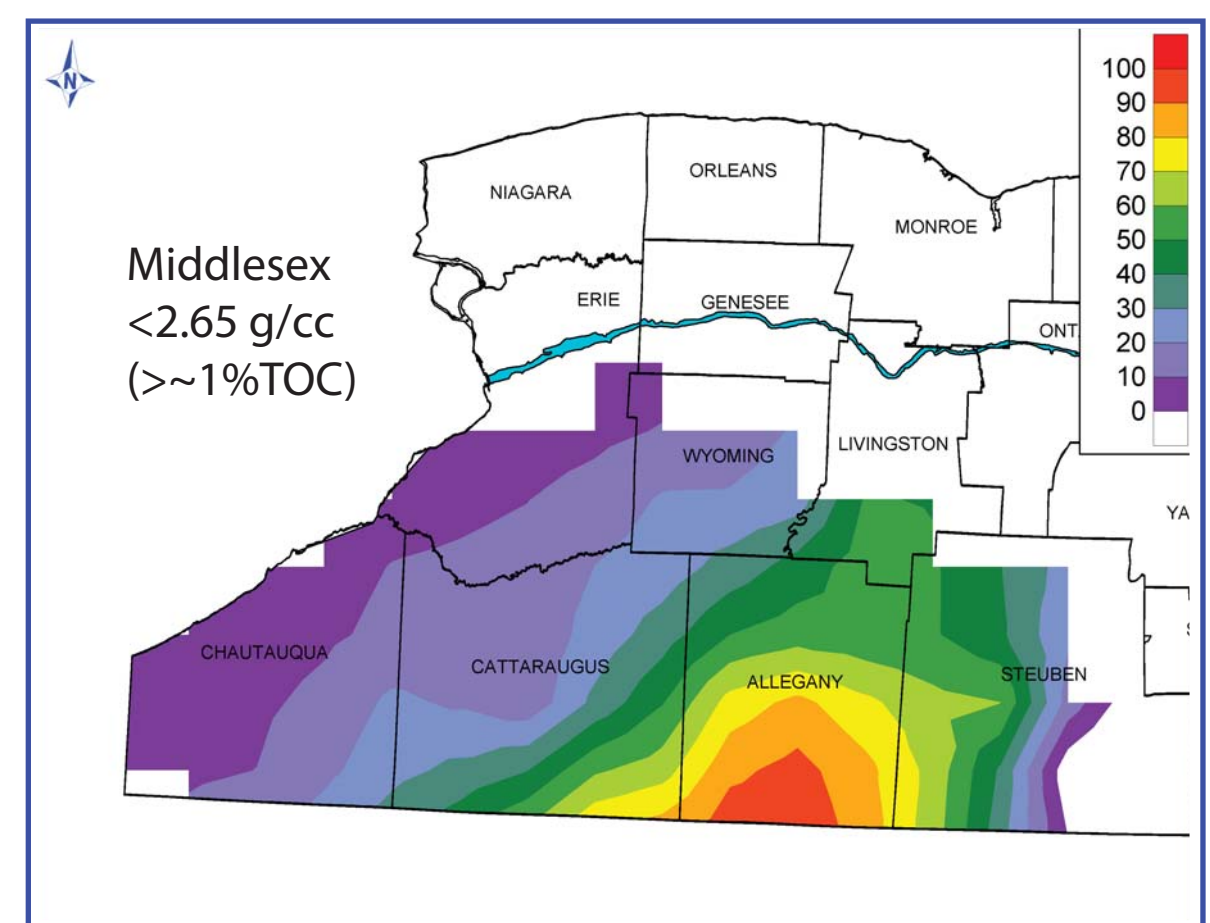 N
Middlesex
<2.65 g/cc
(>~1%TOC)
NIAGARA
ORLEANS
MONROE
ERIE
GENESEE
ONT
WYOMING
LIVINGSTON
YA
CHAUTAUQUA
CATTARAUGUS
ALLEGANY
STEUBEN
100
90
80
70
60
50
40
30
20
10
0